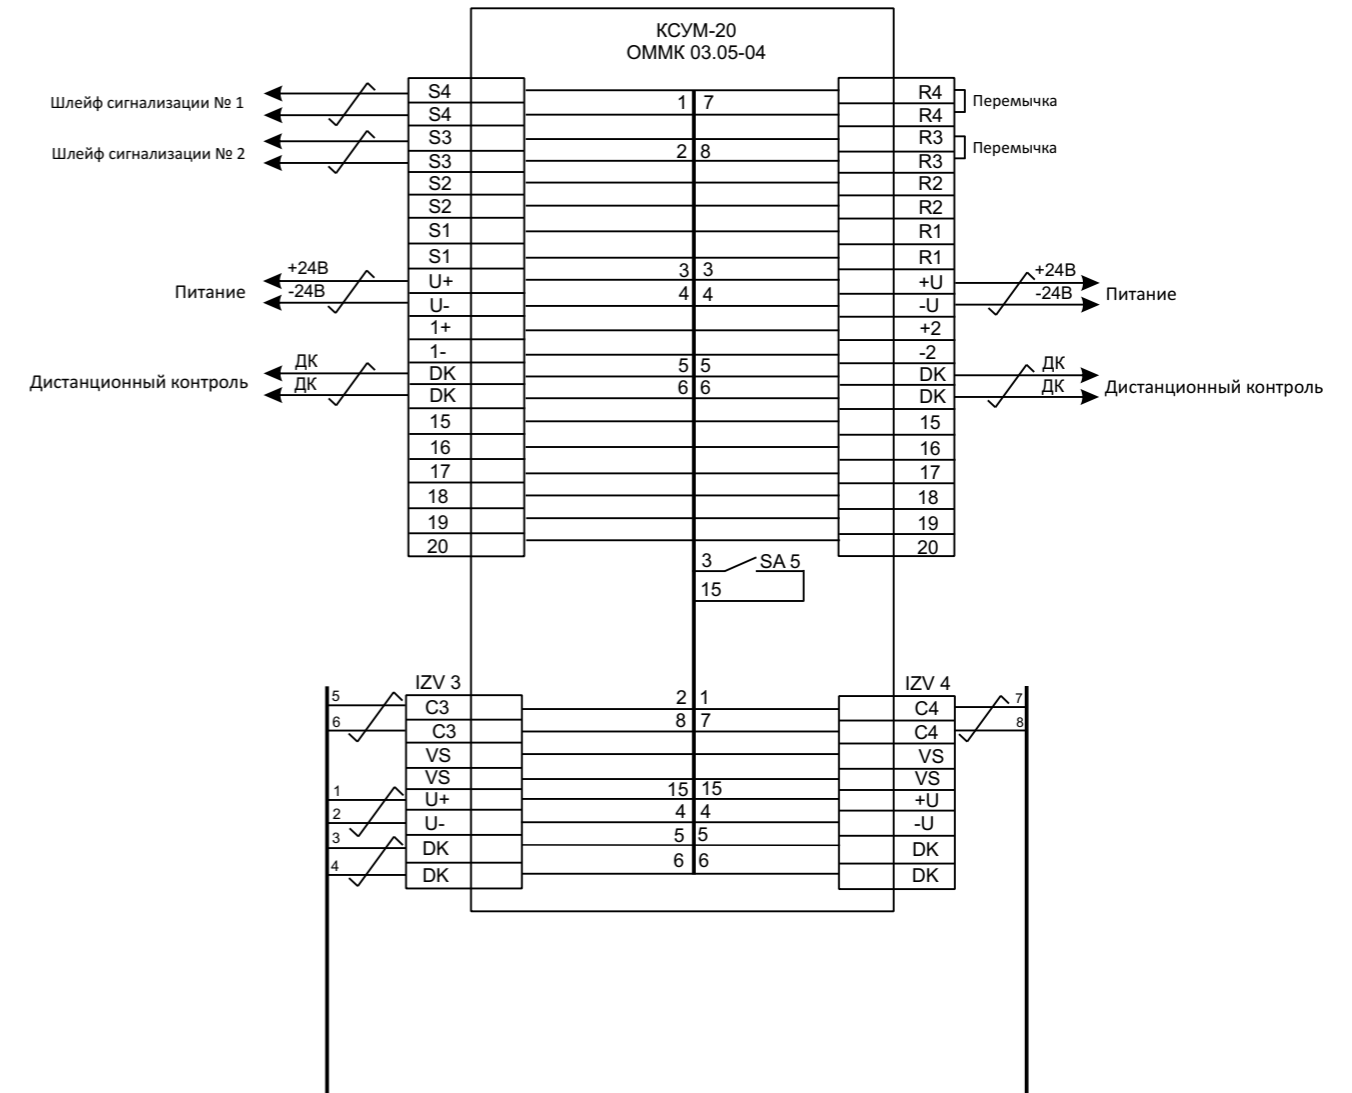 КСУМ-20
ОММК 03.05-04
Шлейф сигнализации № 1
S4
1 7
R4
Перемычка
S4
R4
Шлейф сигнализации № 2
S3
2 8
R3
Перемычка
S3
R3
S2
R2
S2
R2
S1
R1
S1
R1
Питание
+24В
U+
3 3
+U
+24В
Питание
-24В
U-
4 4
-U
-24В
1+
+2
1-
-2
Дистанционный контроль
ДК
DK
5 5
DK
ДК
Дистанционный контроль
ДК
DK
6 6
DK
ДК
15
15
16
16
17
17
18
18
19
19
20
20
3
SA 5
15
IZV 3
IZV 4
5
C3
2 1
C4
7
6
C3
8 7
C4
8
VS
VS
VS
VS
1
U+
15 15
+U
2
U-
4 4
-U
3
DK
5 5
DK
4
DK
6 6
DK